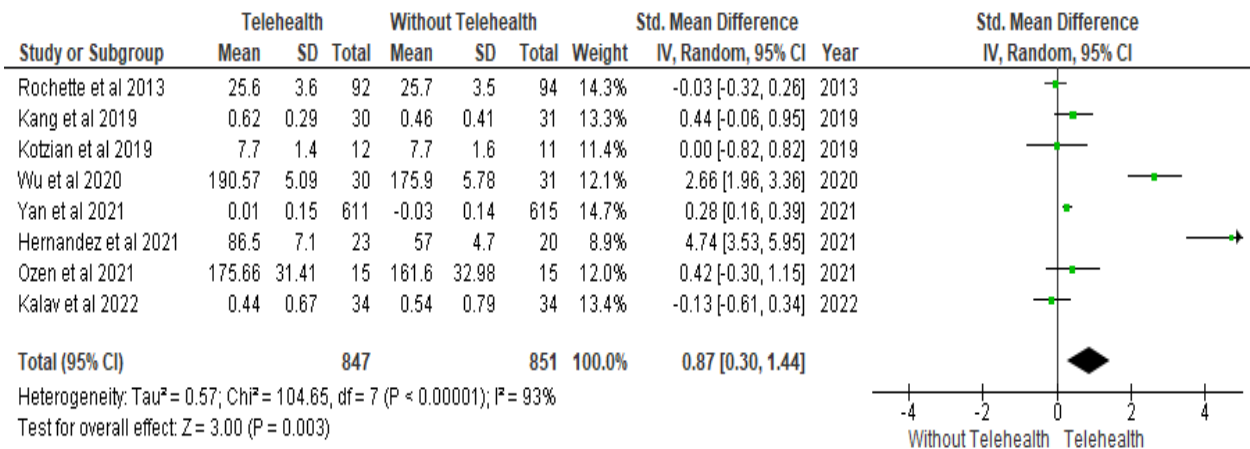 Telehealth Without Telehealth Std. Mean Difference Std. Mean Difference
Study or Subgroup Mean SD Total Mean SD Total Weight IV, Random, 95% CI Year IV, Random, 95% CI
Rochette et al 2013 25.6 3.6 92 25.7 3.5 94 14.3% -0.03 [-0.32, 0.26] 2013
Kang et al 2019 0.62 0.29 30 0.46 0.41 31 13.3% 0.44 [-0.06, 0.95] 2019
Kotzian et al 2019 7.7 1.4 12 7.7 1.6 11 11.4% 0.00 [-0.82, 0.82] 2019
Wu et al 2020 190.57 5.09 30 175.9 5.78 31 12.1% 2.66 [1.96, 3.36] 2020
Yan et al 2021 0.01 0.15 611 -0.03 0.14 615 14.7% 0.28 [0.16, 0.39] 2021
Hernandez et al 2021 86.5 7.1 23 57 4.7 20 8.9% 4.74 [3.53, 5.95] 2021
Ozen et al 2021 175.66 31.41 15 161.6 32.98 15 12.0% 0.42 [-0.30, 1.15] 2021
Kalav et al 2022 0.44 0.67 34 0.54 0.79 34 13.4% -0.13 [-0.61, 0.34] 2022
Total (95% CI) 847 851 100.0% 0.87 [0.30, 1.44]
Heterogeneity: Tau² = 0.57; Chi² = 104.65, df = 7 (P < 0.00001); I² = 93%
Test for overall effect: Z = 3.00 (P = 0.003)
-4 -2 0 2 4
Without Telehealth Telehealth